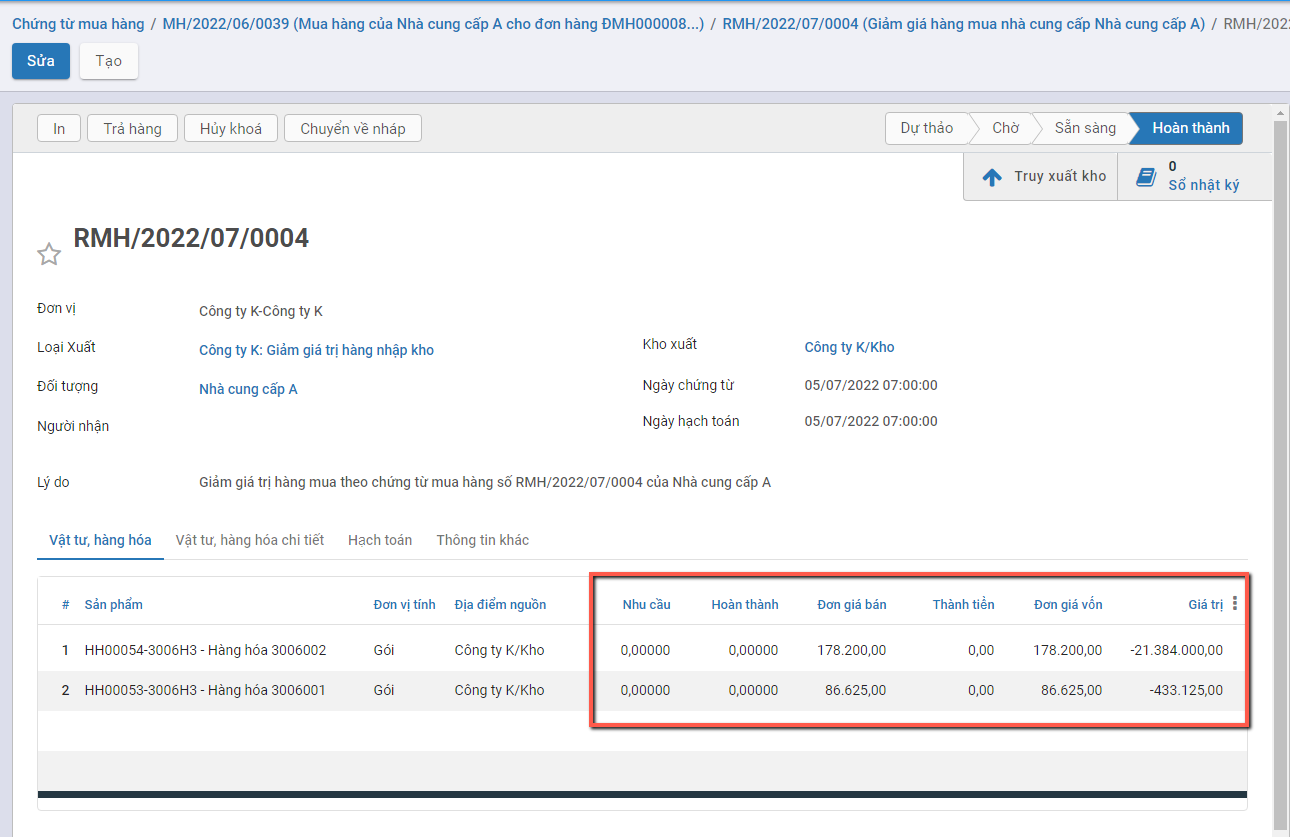 Chứng từ mua hàng / MH/2022/06/0039 (Mua hàng của Nhà cung cấp A cho đơn hàng ĐMH000008...) / RMH/2022/07/0004 (Giảm giá hàng mua nhà cung cấp Nhà cung cấp A) / RMH/202
Sửa Tạo
In Trả hàng Hủy khoá Chuyển về nháp Dự thảo Chờ Sẵn sàng Hoàn thành
Truy xuất kho 0 Sổ nhật ký
RMH/2022/07/0004
Đơn vị Công ty K-Công ty K
Loại Xuất Công ty K: Giảm giá trị hàng nhập kho Kho xuất Công ty K/Kho
Đối tượng Nhà cung cấp A Ngày chứng từ 05/07/2022 07:00:00
Người nhận Ngày hạch toán 05/07/2022 07:00:00
Lý do Giảm giá trị hàng mua theo chứng từ mua hàng số RMH/2022/07/0004 của Nhà cung cấp A
Vật tư, hàng hóa Vật tư, hàng hóa chi tiết Hạch toán Thông tin khác
# Sản phẩm Đơn vị tính Địa điểm nguồn Nhu cầu Hoàn thành Đơn giá bán Thành tiền Đơn giá vốn Giá trị
1 HH00054-3006H3 - Hàng hóa 3006002 Gói Công ty K/Kho 0,00000 0,00000 178.200,00 0,00 178.200,00 -21.384.000,00
2 HH00053-3006H3 - Hàng hóa 3006001 Gói Công ty K/Kho 0,00000 0,00000 86.625,00 0,00 86.625,00 -433.125,00